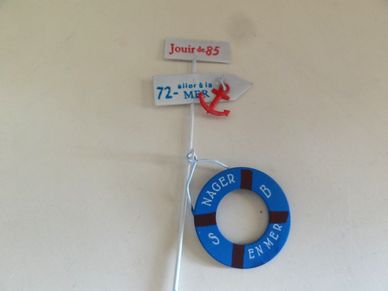 Jouir de 85
72- aller à la
MER
NAGER
S B
EN MER